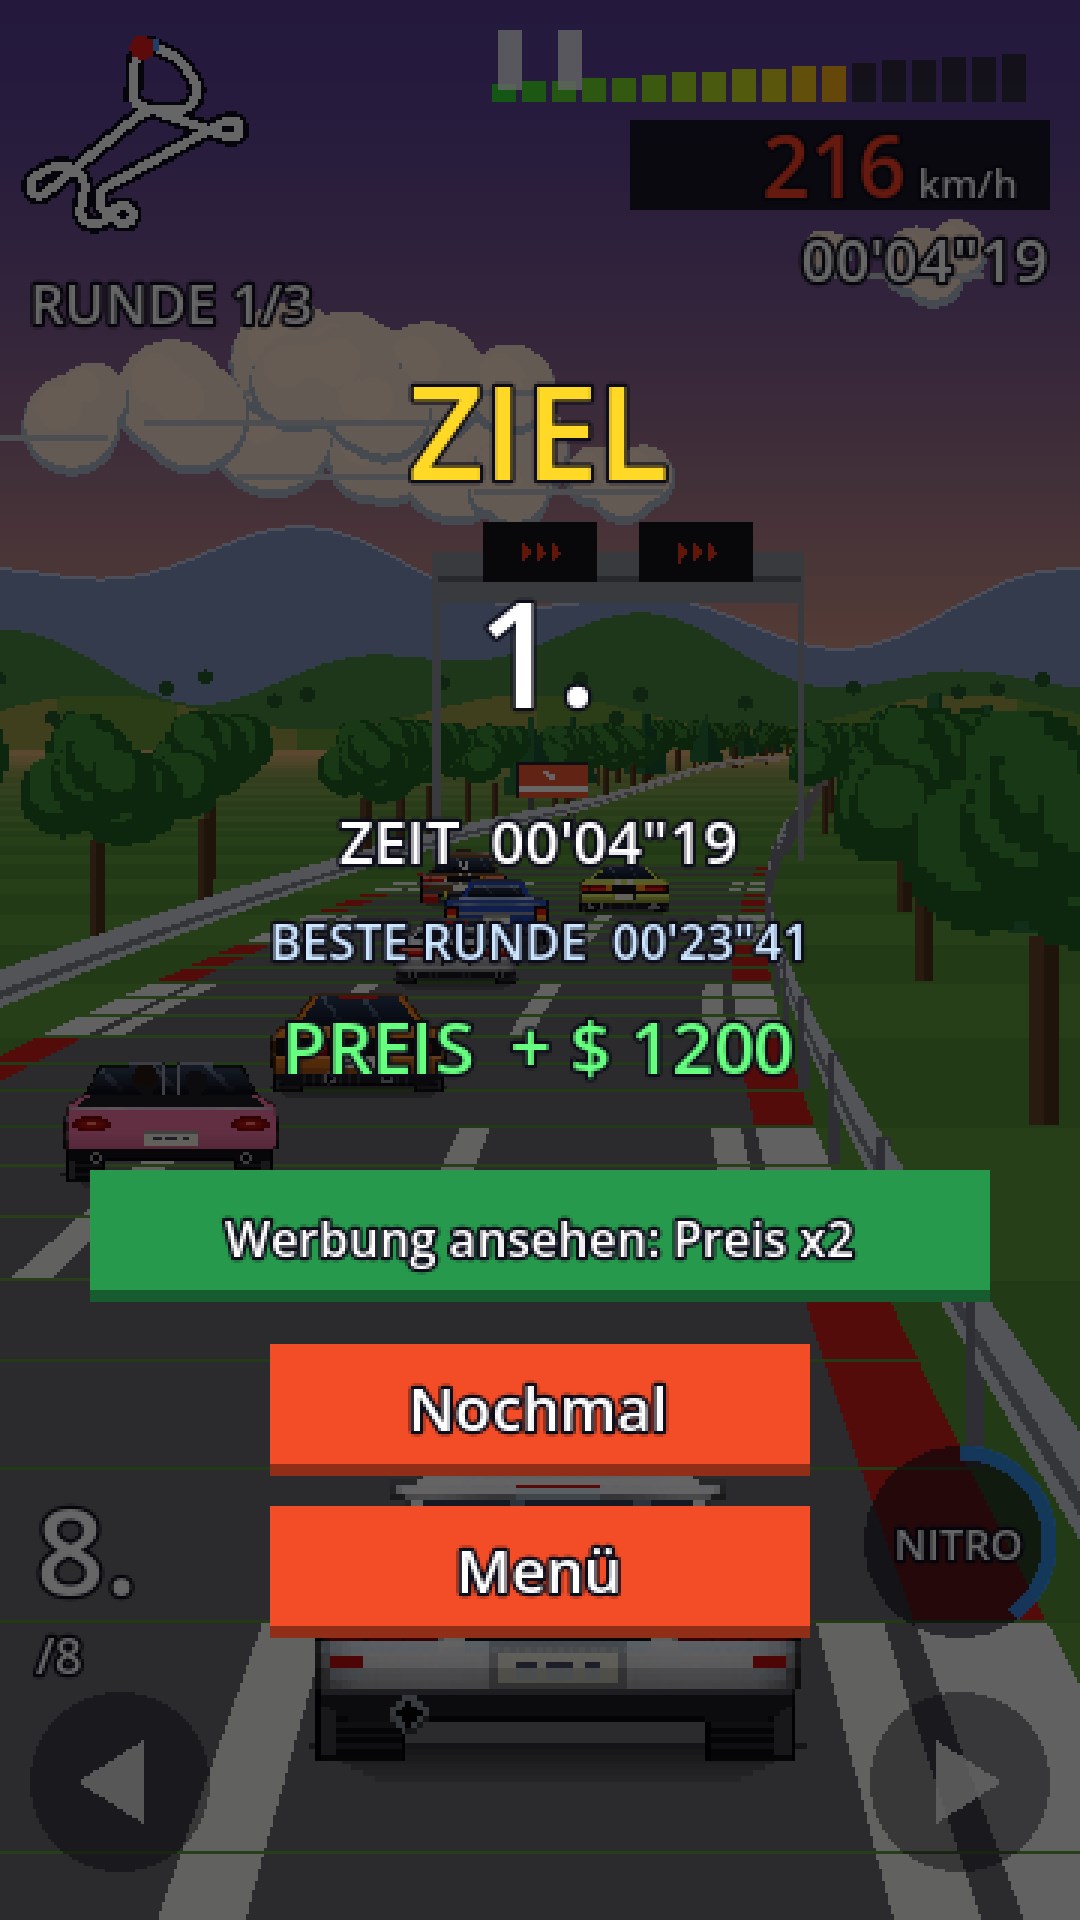 216 km/h
00'04"19
RUNDE 1/3
ZIEL
1.
ZEIT 00'04"19
BESTE RUNDE 00'23"41
PREIS + $ 1200
Werbung ansehen: Preis x2
Nochmal
Menü
8.
/8
NITRO